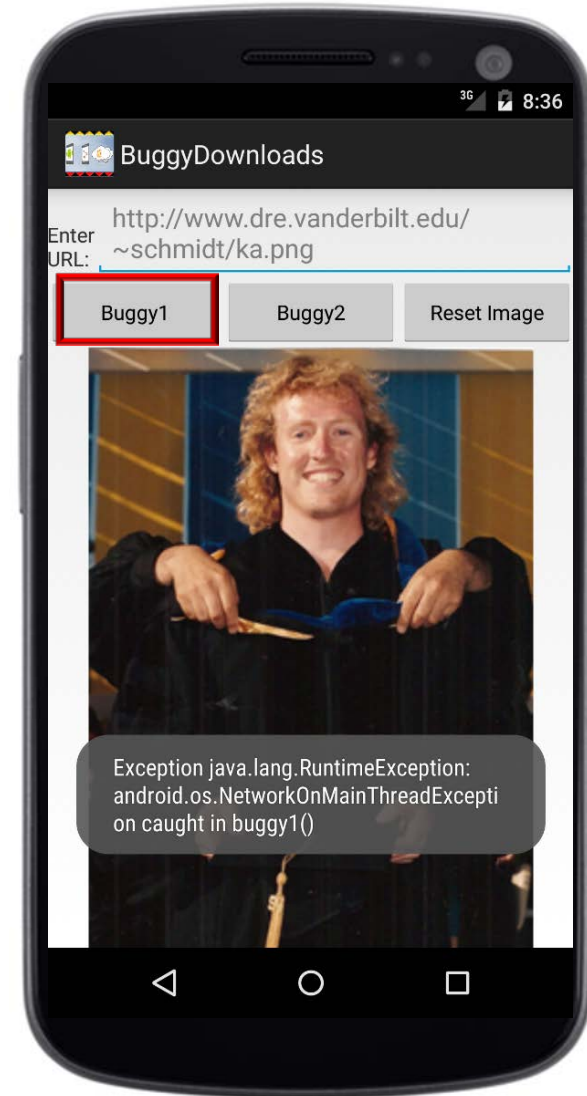 3G 8:36
BuggyDownloads
http://www.dre.vanderbilt.edu/
Enter
URL:
~schmidt/ka.png
Buggy1 Buggy2 Reset Image
Exception java.lang.RuntimeException:
android.os.NetworkOnMainThreadExcepti
on caught in buggy1()